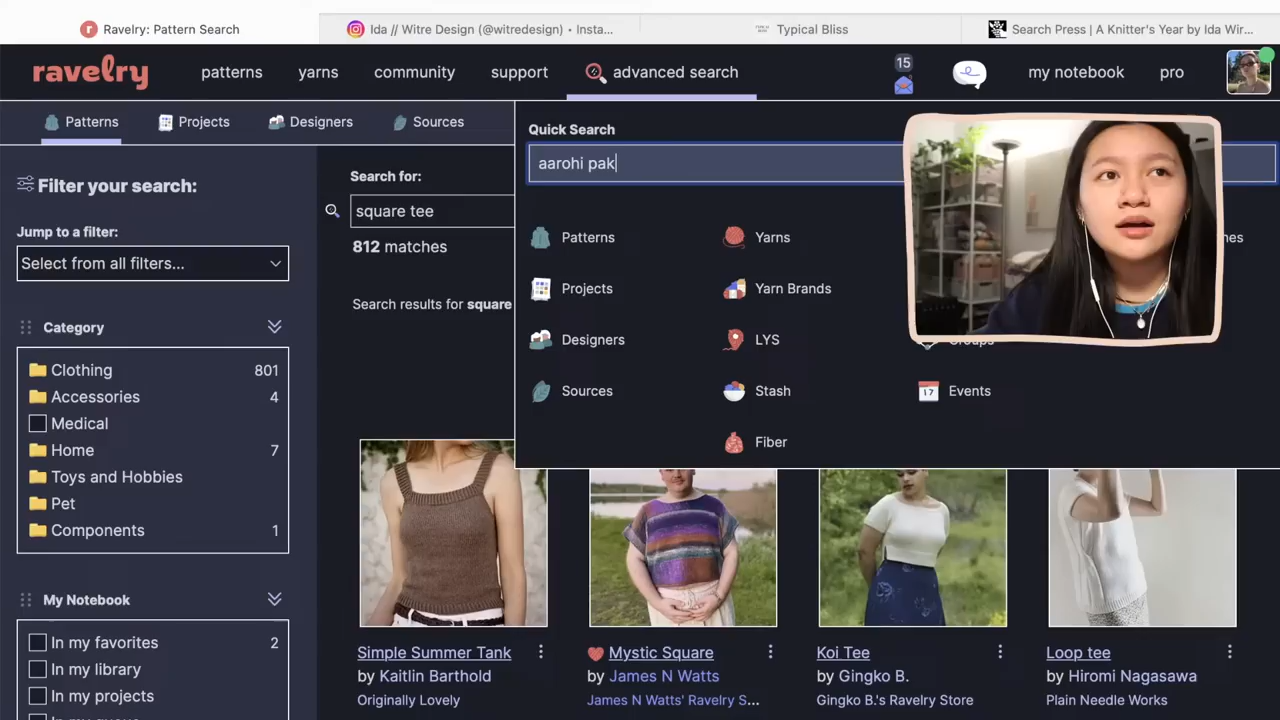 Ravelry: Pattern Search
Ida // Witre Design (@witredesign) • Insta...
Typical Bliss
Search Press | A Knitter's Year by Ida Wir...
ravelry
patterns
yarns
community
support
advanced search
15
my notebook
pro
Patterns
Projects
Designers
Sources
Quick Search
aarohi pak
Filter your search:
Jump to a filter:
Select from all filters...
Search for:
square tee
812 matches
Search results for square
Patterns
Yarns
hes
Projects
Yarn Brands
Designers
LYS
Groups
Sources
Stash
17
Events
Fiber
Category
Clothing 801
Accessories 4
Medical
Home 7
Toys and Hobbies
Pet
Components 1
My Notebook
In my favorites 2
In my library
In my projects
Simple Summer Tank
by Kaitlin Barthold
Originally Lovely
Mystic Square
by James N Watts
James N Watts' Ravelry S...
Koi Tee
by Gingko B.
Gingko B.'s Ravelry Store
Loop tee
by Hiromi Nagasawa
Plain Needle Works